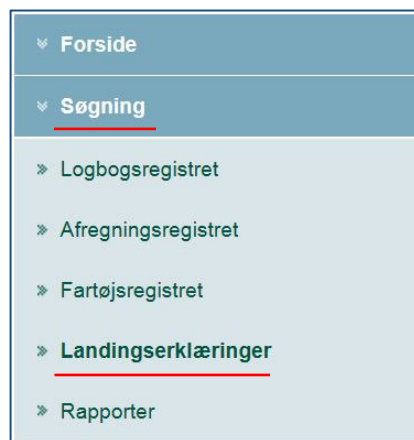 Forside
Søgning
Logbogsregistret
Afregningsregistret
Fartøjsregistret
Landingserklæringer
Rapporter